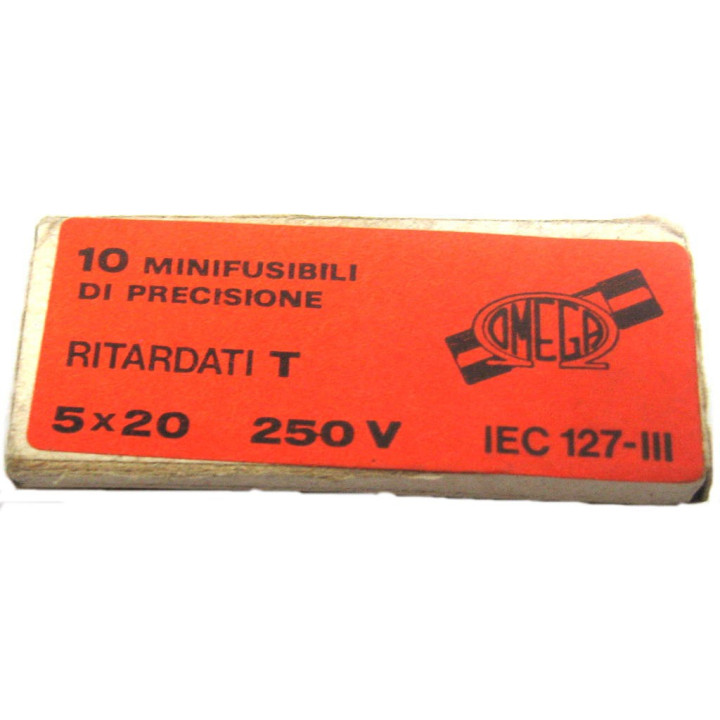 10 MINIFUSIBILI
DI PRECISIONE
OMEGA
RITARDATI T
5x20 250 V IEC 127-III